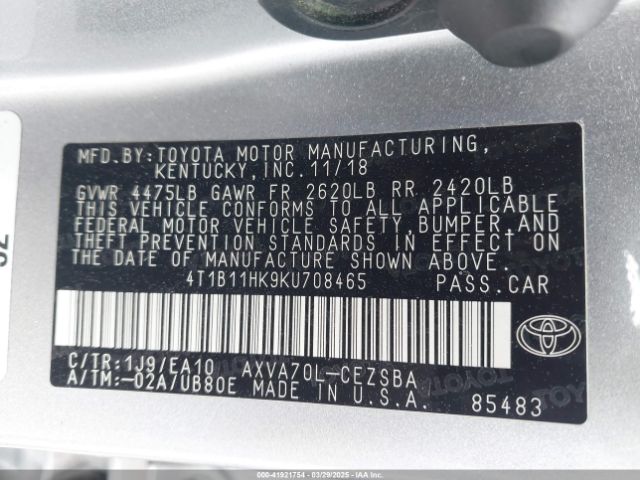 MFD.BY:TOYOTA MOTOR MANUFACTURING,
KENTUCKY,INC.11/18
GVWR 4475LB GAWR FR 2620LB RR 2420LB
THIS VEHICLE CONFORMS TO ALL APPLICABLE
FEDERAL MOTOR VEHICLE SAFETY,BUMPER,AND
THEFT PREVENTION STANDARDS IN EFFECT ON
THE DATE OF MANUFACTURE SHOWN ABOVE.
4T1B11HK9KU708465 PASS.CAR
C/TR:1J9/EA10 AXVA70L-CEZSBA
A/TM:-02A/UB80E MADE IN U.S.A. 85483
000-41921754 | 03/29/2025 | IAAI.COM